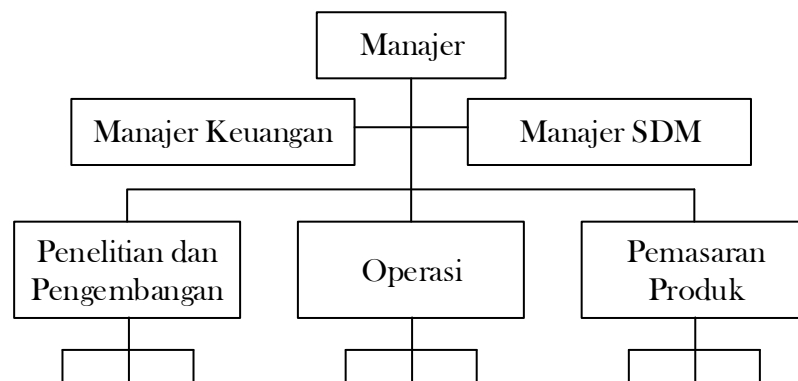 Manajer
Manajer Keuangan
Manajer SDM
Penelitian dan
Pengembangan
Operasi
Pemasaran
Produk